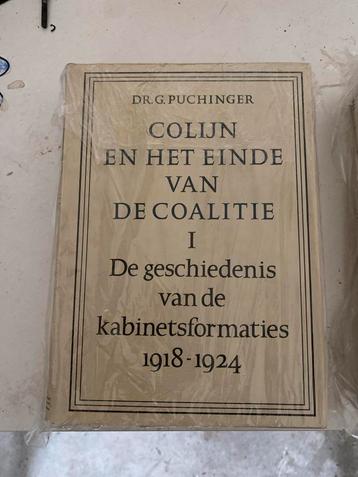 DR. G. PUCHINGER
COLIJN
EN HET EINDE
VAN
DE COALITIE
I
De geschiedenis
van de
kabinetsformaties
1918-1924